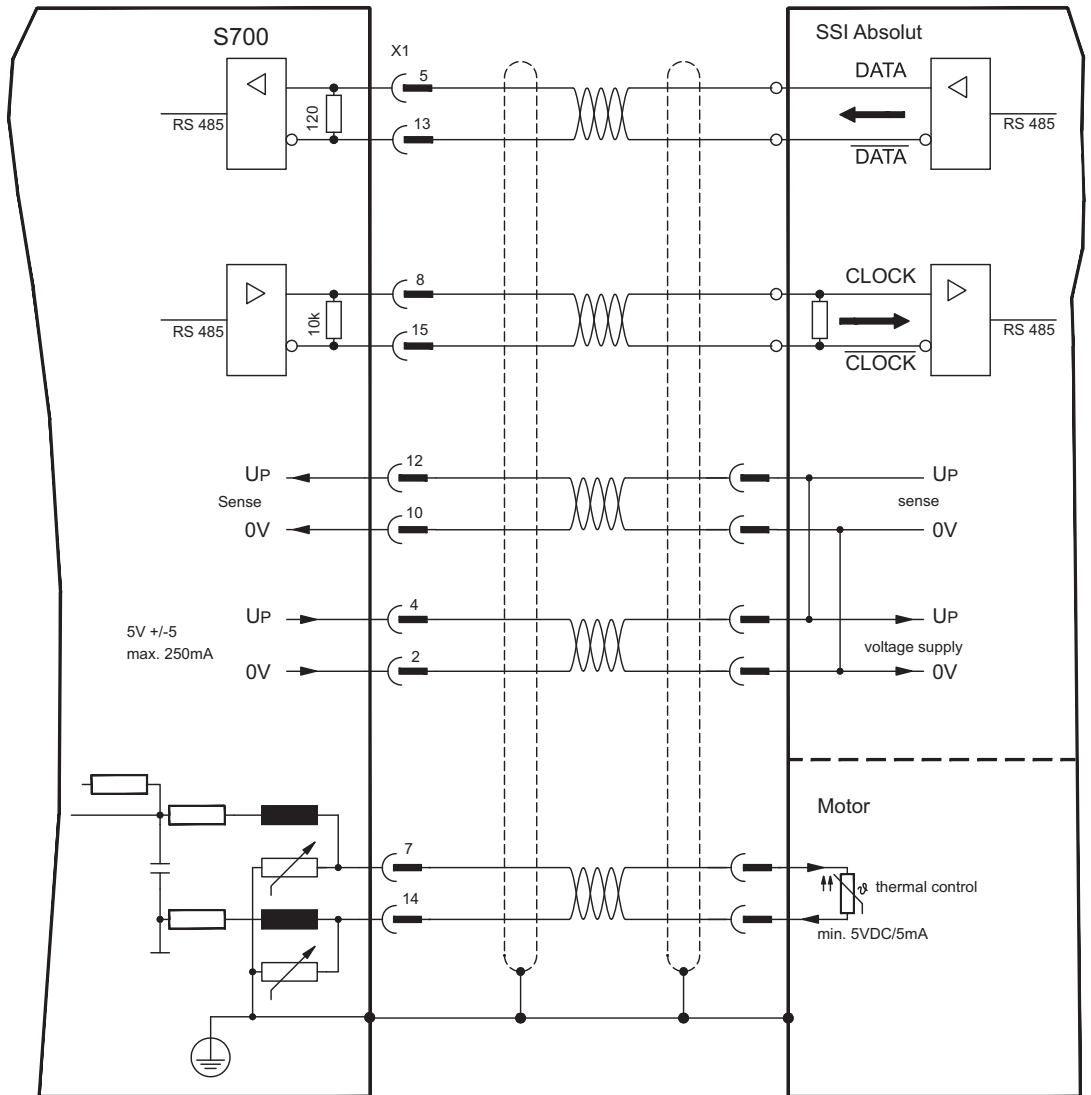 S700
X1
SSI Absolut
5
DATA
RS 485
120
13
DATA
RS 485
8
CLOCK
RS 485
10k
15
CLOCK
RS 485
12
UP
UP
Sense
sense
10
0V
0V
4
UP
UP
5V +/-5
max. 250mA
voltage supply
2
0V
0V
Motor
7
ϑ thermal control
14
min. 5VDC/5mA